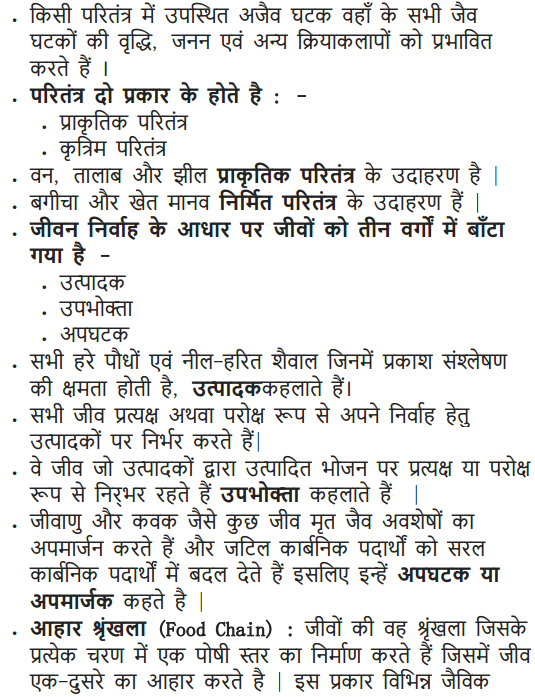 • किसी परितंत्र में उपस्थित अजैव घटक वहाँ के सभी जैव
घटकों की वृद्धि, जनन एवं अन्य क्रियाकलापों को प्रभावित
करते हैं ।
• परितंत्र दो प्रकार के होते है : -
• प्राकृतिक परितंत्र
• कृत्रिम परितंत्र
• वन, तालाब और झील प्राकृतिक परितंत्र के उदाहरण है |
• बगीचा और खेत मानव निर्मित परितंत्र के उदाहरण हैं |
• जीवन निर्वाह के आधार पर जीवों को तीन वर्गों में बाँटा
गया है -
• उत्पादक
• उपभोक्ता
• अपघटक
• सभी हरे पौधों एवं नील-हरित शैवाल जिनमें प्रकाश संश्लेषण
की क्षमता होती है, उत्पादककहलाते हैं।
• सभी जीव प्रत्यक्ष अथवा परोक्ष रूप से अपने निर्वाह हेतु
उत्पादकों पर निर्भर करते हैं|
• वे जीव जो उत्पादकों द्वारा उत्पादित भोजन पर प्रत्यक्ष या परोक्ष
रूप से निर्भर रहते हैं उपभोक्ता कहलाते हैं |
• जीवाणु और कवक जैसे कुछ जीव मृत जैव अवशेषों का
अपमार्जन करते हैं और जटिल कार्बनिक पदार्थों को सरल
कार्बनिक पदार्थों में बदल देते हैं इसलिए इन्हें अपघटक या
अपमार्जक कहते है |
• आहार श्रृंखला (Food Chain) : जीवों की वह श्रृंखला जिसके
प्रत्येक चरण में एक पोषी स्तर का निर्माण करते हैं जिसमें जीव
एक-दुसरे का आहार करते है | इस प्रकार विभिन्न जैविक